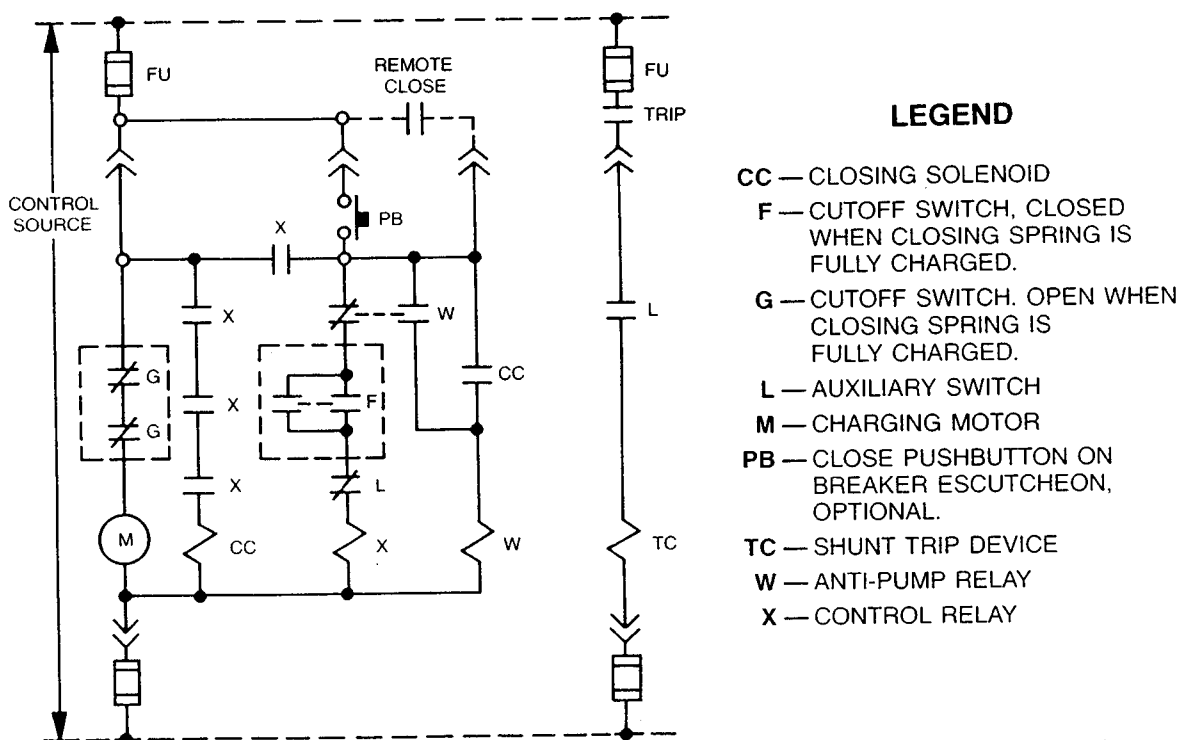 FU
REMOTE
CLOSE
FU
TRIP
CONTROL
SOURCE
X
PB
X
W
L
G
CC
X
F
G
X
L
M
CC
X
W
TC
LEGEND
CC — CLOSING SOLENOID
F — CUTOFF SWITCH, CLOSED
WHEN CLOSING SPRING IS
FULLY CHARGED.
G — CUTOFF SWITCH. OPEN WHEN
CLOSING SPRING IS
FULLY CHARGED.
L — AUXILIARY SWITCH
M — CHARGING MOTOR
PB — CLOSE PUSHBUTTON ON
BREAKER ESCUTCHEON,
OPTIONAL.
TC — SHUNT TRIP DEVICE
W — ANTI-PUMP RELAY
X — CONTROL RELAY